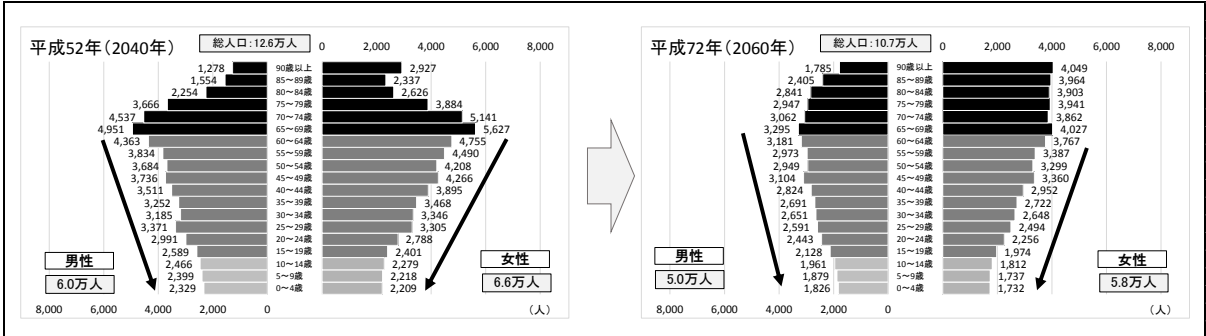 平成52年(2040年)
総人口:12.6万人
0 2,000 4,000 6,000 8,000
1,278 90歳以上 2,927
1,554 85~89歳 2,337
2,254 80~84歳 2,626
3,666 75~79歳 3,884
4,537 70~74歳 5,141
4,951 65~69歳 5,627
4,363 60~64歳 4,755
3,834 55~59歳 4,490
3,684 50~54歳 4,208
3,736 45~49歳 4,266
3,511 40~44歳 3,895
3,252 35~39歳 3,468
3,185 30~34歳 3,346
3,371 25~29歳 3,305
2,991 20~24歳 2,788
2,589 15~19歳 2,401
2,466 10~14歳 2,279
2,399 5~9歳 2,218
2,329 0~4歳 2,209
男性
6.0万人
女性
6.6万人
8,000 6,000 4,000 2,000 0
(人)
平成72年(2060年)
総人口:10.7万人
0 2,000 4,000 6,000 8,000
1,785 90歳以上 4,049
2,405 85~89歳 3,964
2,841 80~84歳 3,903
2,947 75~79歳 3,941
3,062 70~74歳 3,862
3,295 65~69歳 4,027
3,181 60~64歳 3,767
2,973 55~59歳 3,387
2,949 50~54歳 3,299
3,104 45~49歳 3,360
2,824 40~44歳 2,952
2,691 35~39歳 2,722
2,651 30~34歳 2,648
2,591 25~29歳 2,494
2,443 20~24歳 2,256
2,128 15~19歳 1,974
1,961 10~14歳 1,812
1,879 5~9歳 1,737
1,826 0~4歳 1,732
男性
5.0万人
女性
5.8万人
8,000 6,000 4,000 2,000 0
(人)